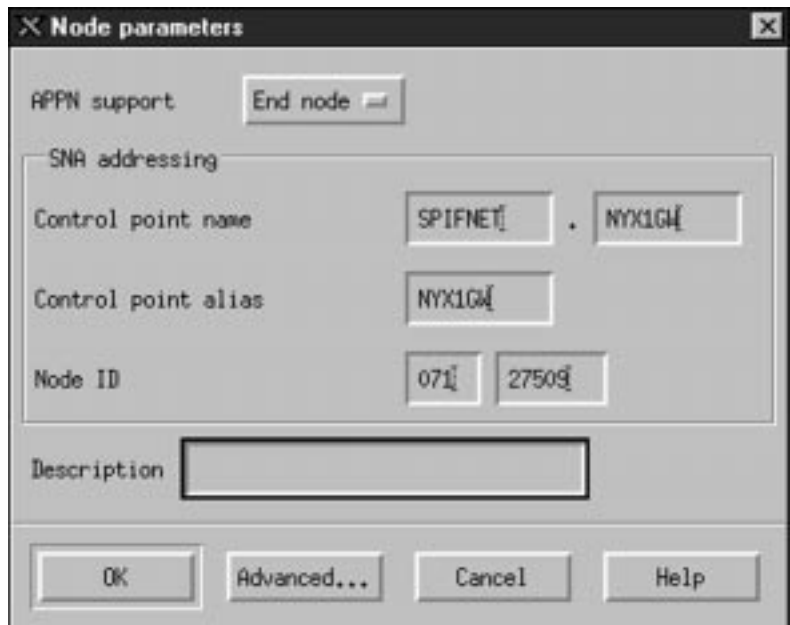 Node parameters
APPN support End node
SNA addressing
Control point name SPIFNET . NYX1GW
Control point alias NYX1GW
Node ID 071 27509
Description
OK Advanced... Cancel Help